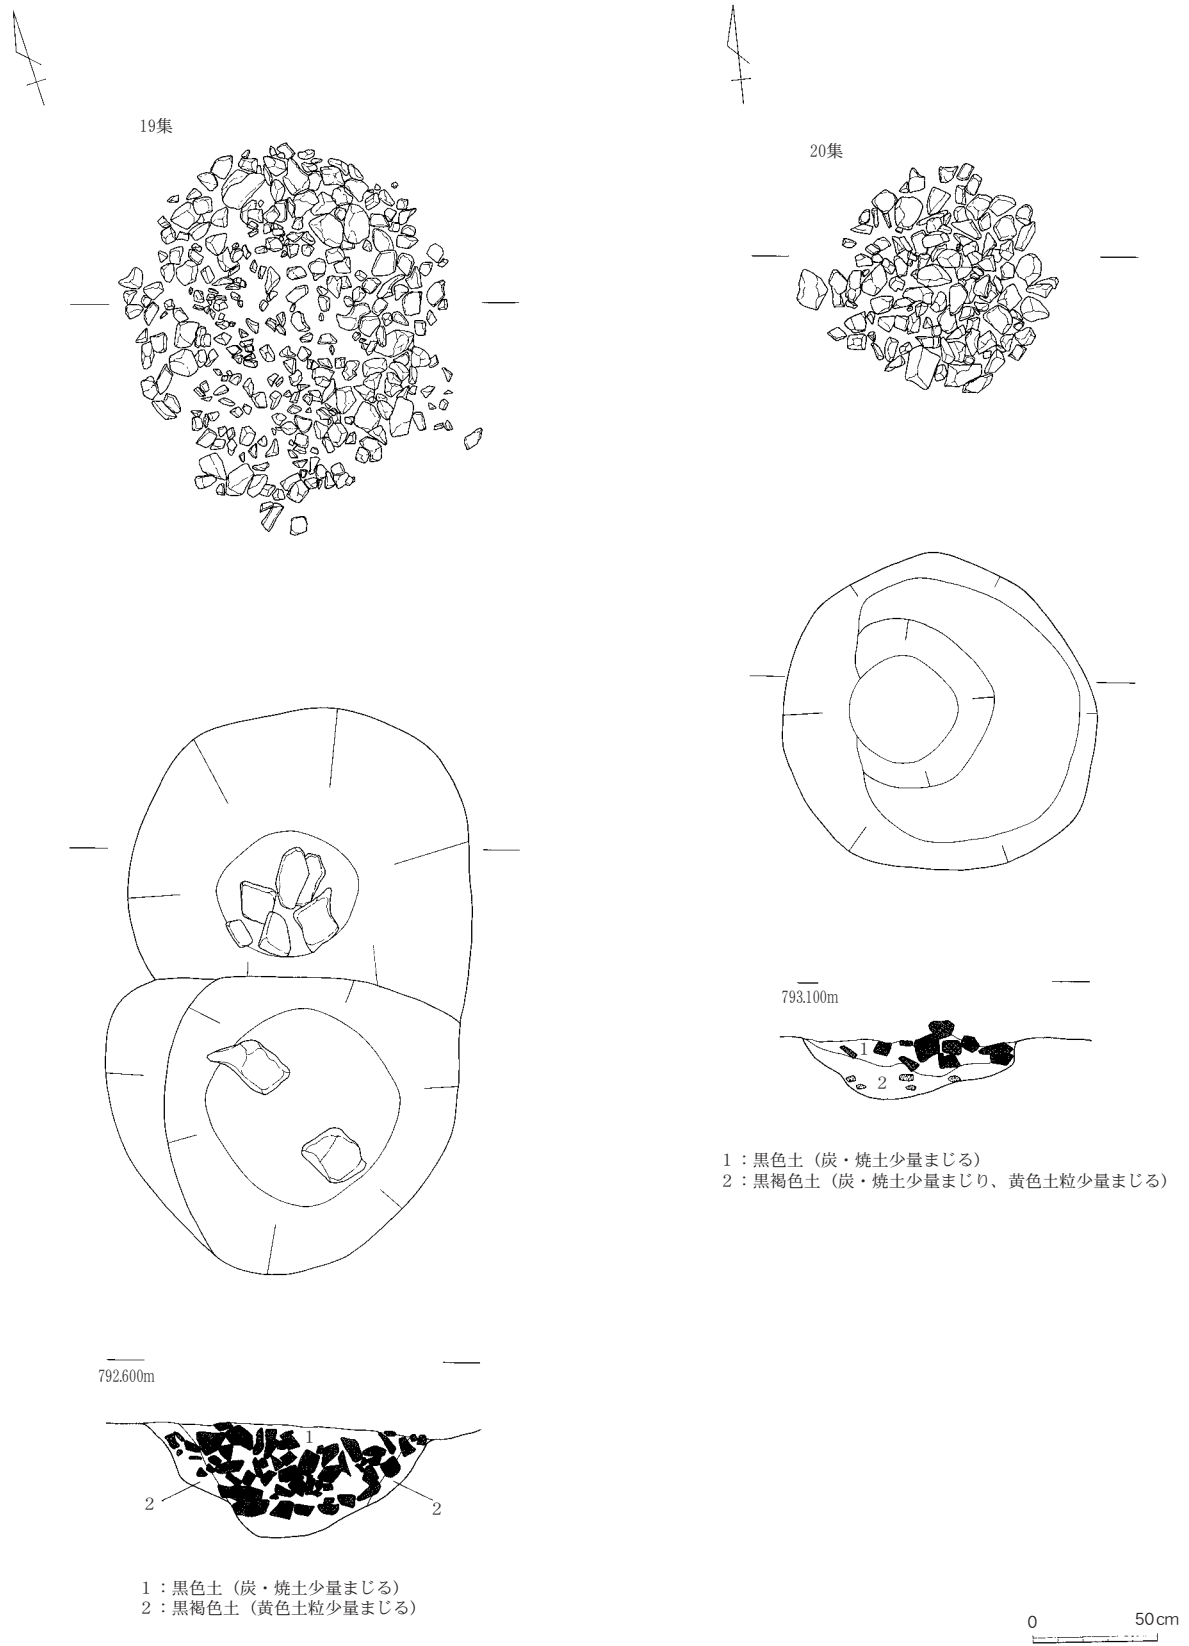 19集
20集
793.100m
1
2
1：黒色土（炭・焼土少量まじる）
2：黒褐色土（炭・焼土少量まじり、黄色土粒少量まじる）
792.600m
1
2
2
1：黒色土（炭・焼土少量まじる）
2：黒褐色土（黄色土粒少量まじる）
0 50cm